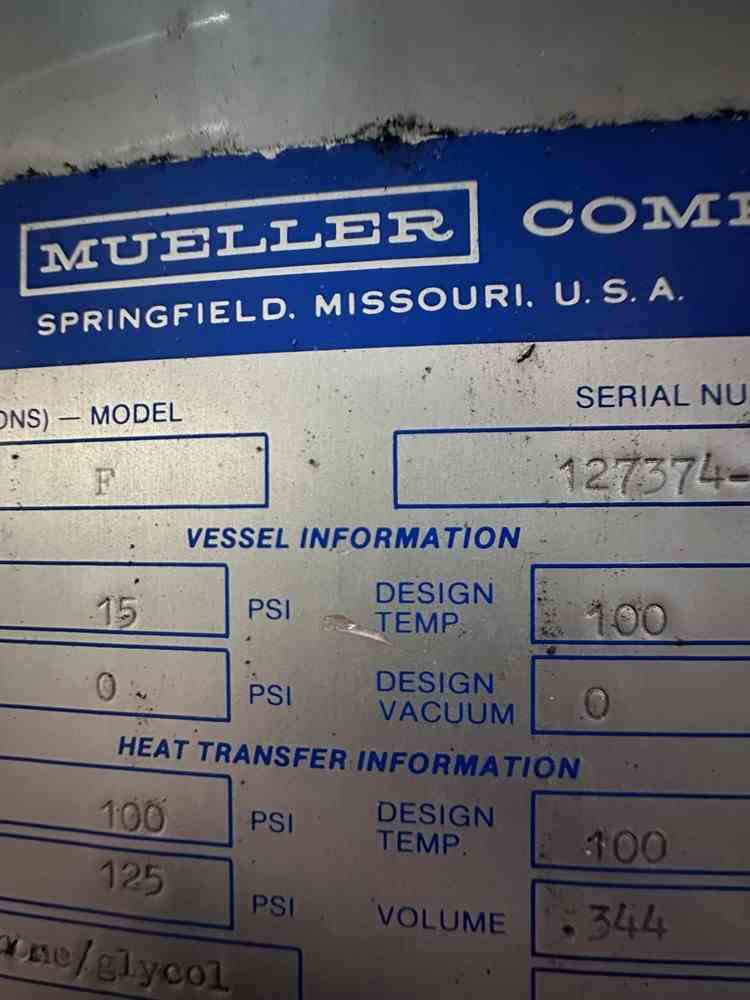 MUELLER COMP
SPRINGFIELD, MISSOURI, U.S.A.
ONS) — MODEL
SERIAL NU
F
127374-
VESSEL INFORMATION
15 PSI DESIGN TEMP. 100
0 PSI DESIGN VACUUM 0
HEAT TRANSFER INFORMATION
100 PSI DESIGN TEMP. 100
125 PSI VOLUME .344
/glycol